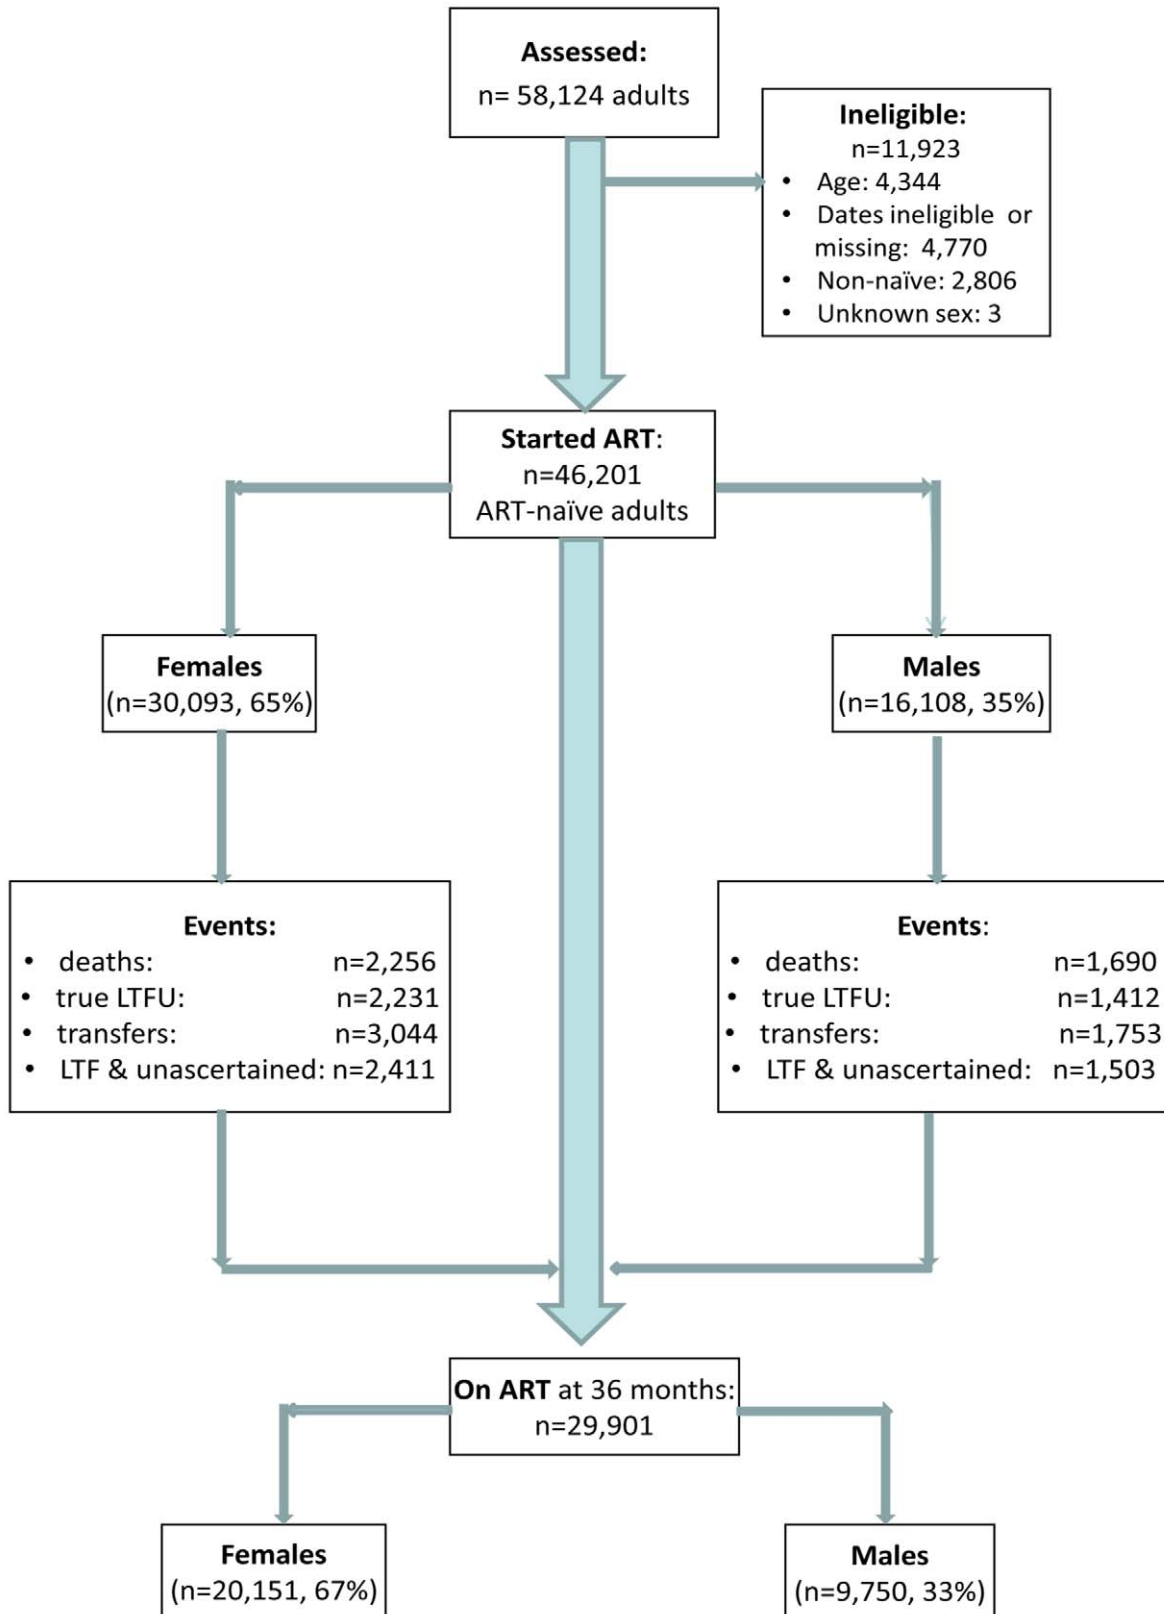 Assessed:
n= 58,124 adults
Ineligible:
n=11,923
• Age: 4,344
• Dates ineligible or
missing: 4,770
• Non-naïve: 2,806
• Unknown sex: 3
Started ART:
n=46,201
ART-naïve adults
Females
(n=30,093, 65%)
Males
(n=16,108, 35%)
Events:
• deaths: n=2,256
• true LTFU: n=2,231
• transfers: n=3,044
• LTF & unascertained: n=2,411
Events:
• deaths: n=1,690
• true LTFU: n=1,412
• transfers: n=1,753
• LTF & unascertained: n=1,503
On ART at 36 months:
n=29,901
Females
(n=20,151, 67%)
Males
(n=9,750, 33%)